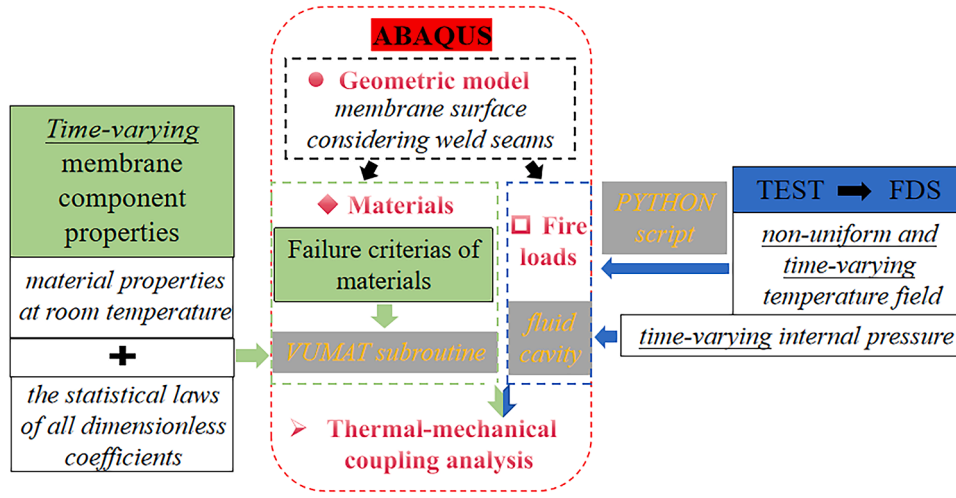 ABAQUS
Geometric model
membrane surface
considering weld seams
Time-varying
membrane
component
properties
material properties
at room temperature
+
the statistical laws
of all dimensionless
coefficients
Materials
Failure criterias of
materials
VUMAT subroutine
Fire
loads
fluid
cavity
PYTHON
script
TEST FDS
non-uniform and
time-varying
temperature field
time-varying internal pressure
Thermal-mechanical
coupling analysis